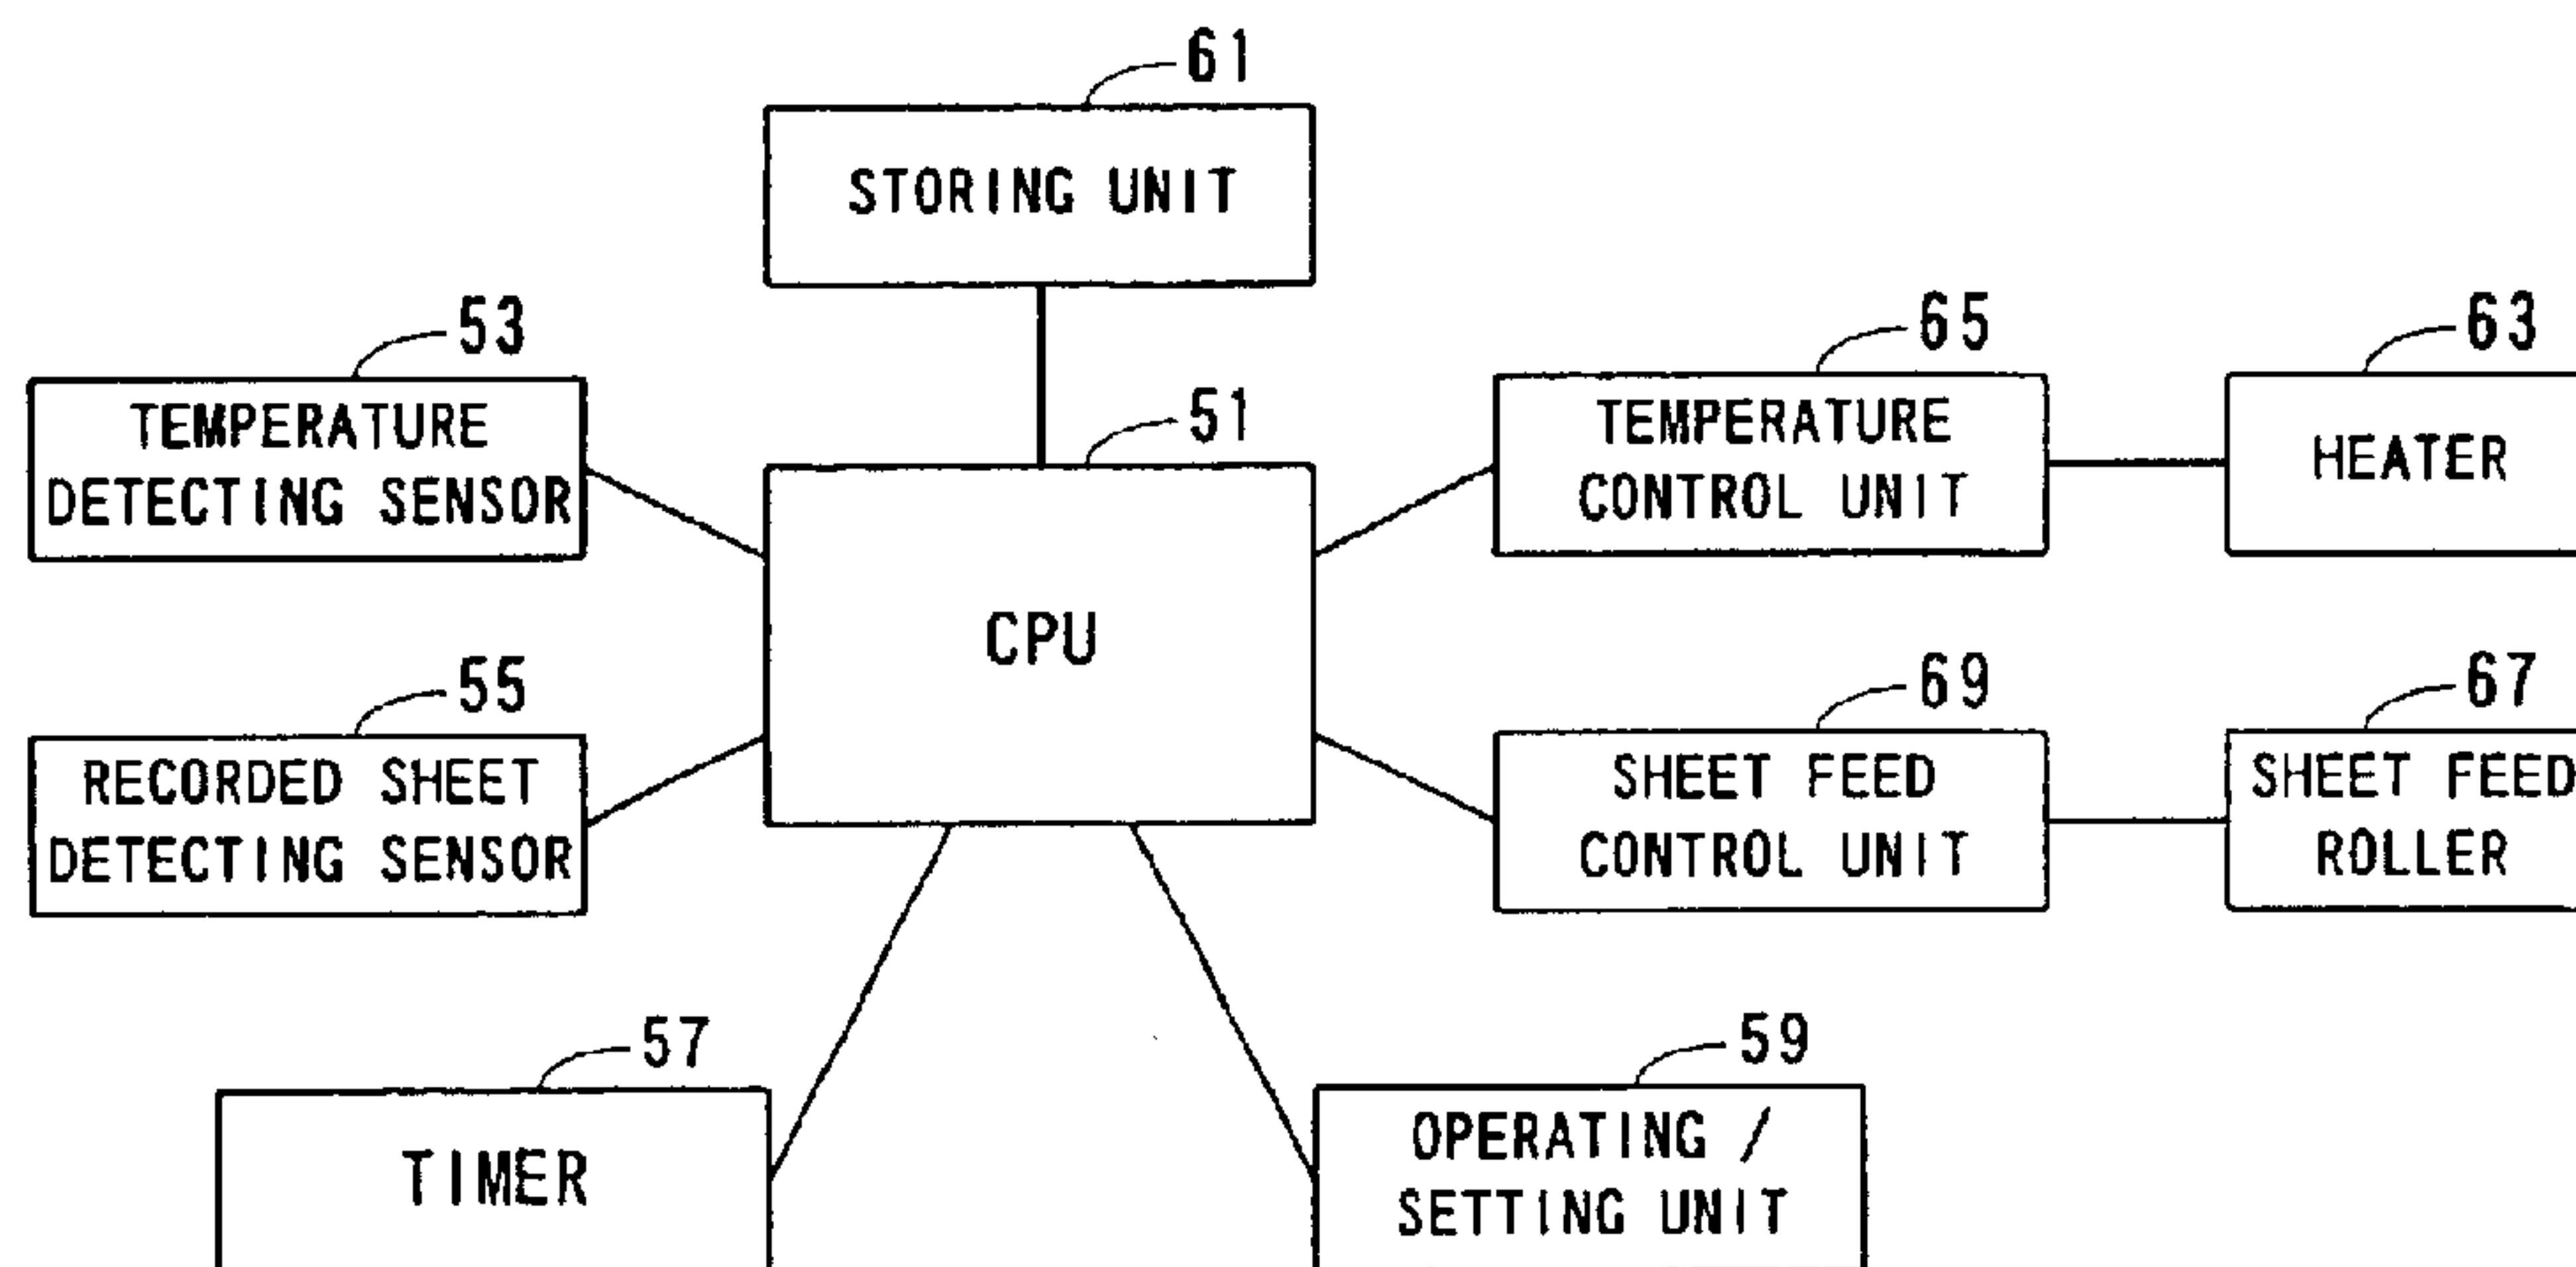 61
STORING UNIT
53
TEMPERATURE
DETECTING SENSOR
51
CPU
65
TEMPERATURE
CONTROL UNIT
63
HEATER
55
RECORDED SHEET
DETECTING SENSOR
69
SHEET FEED
CONTROL UNIT
67
SHEET FEED
ROLLER
57
TIMER
59
OPERATING /
SETTING UNIT